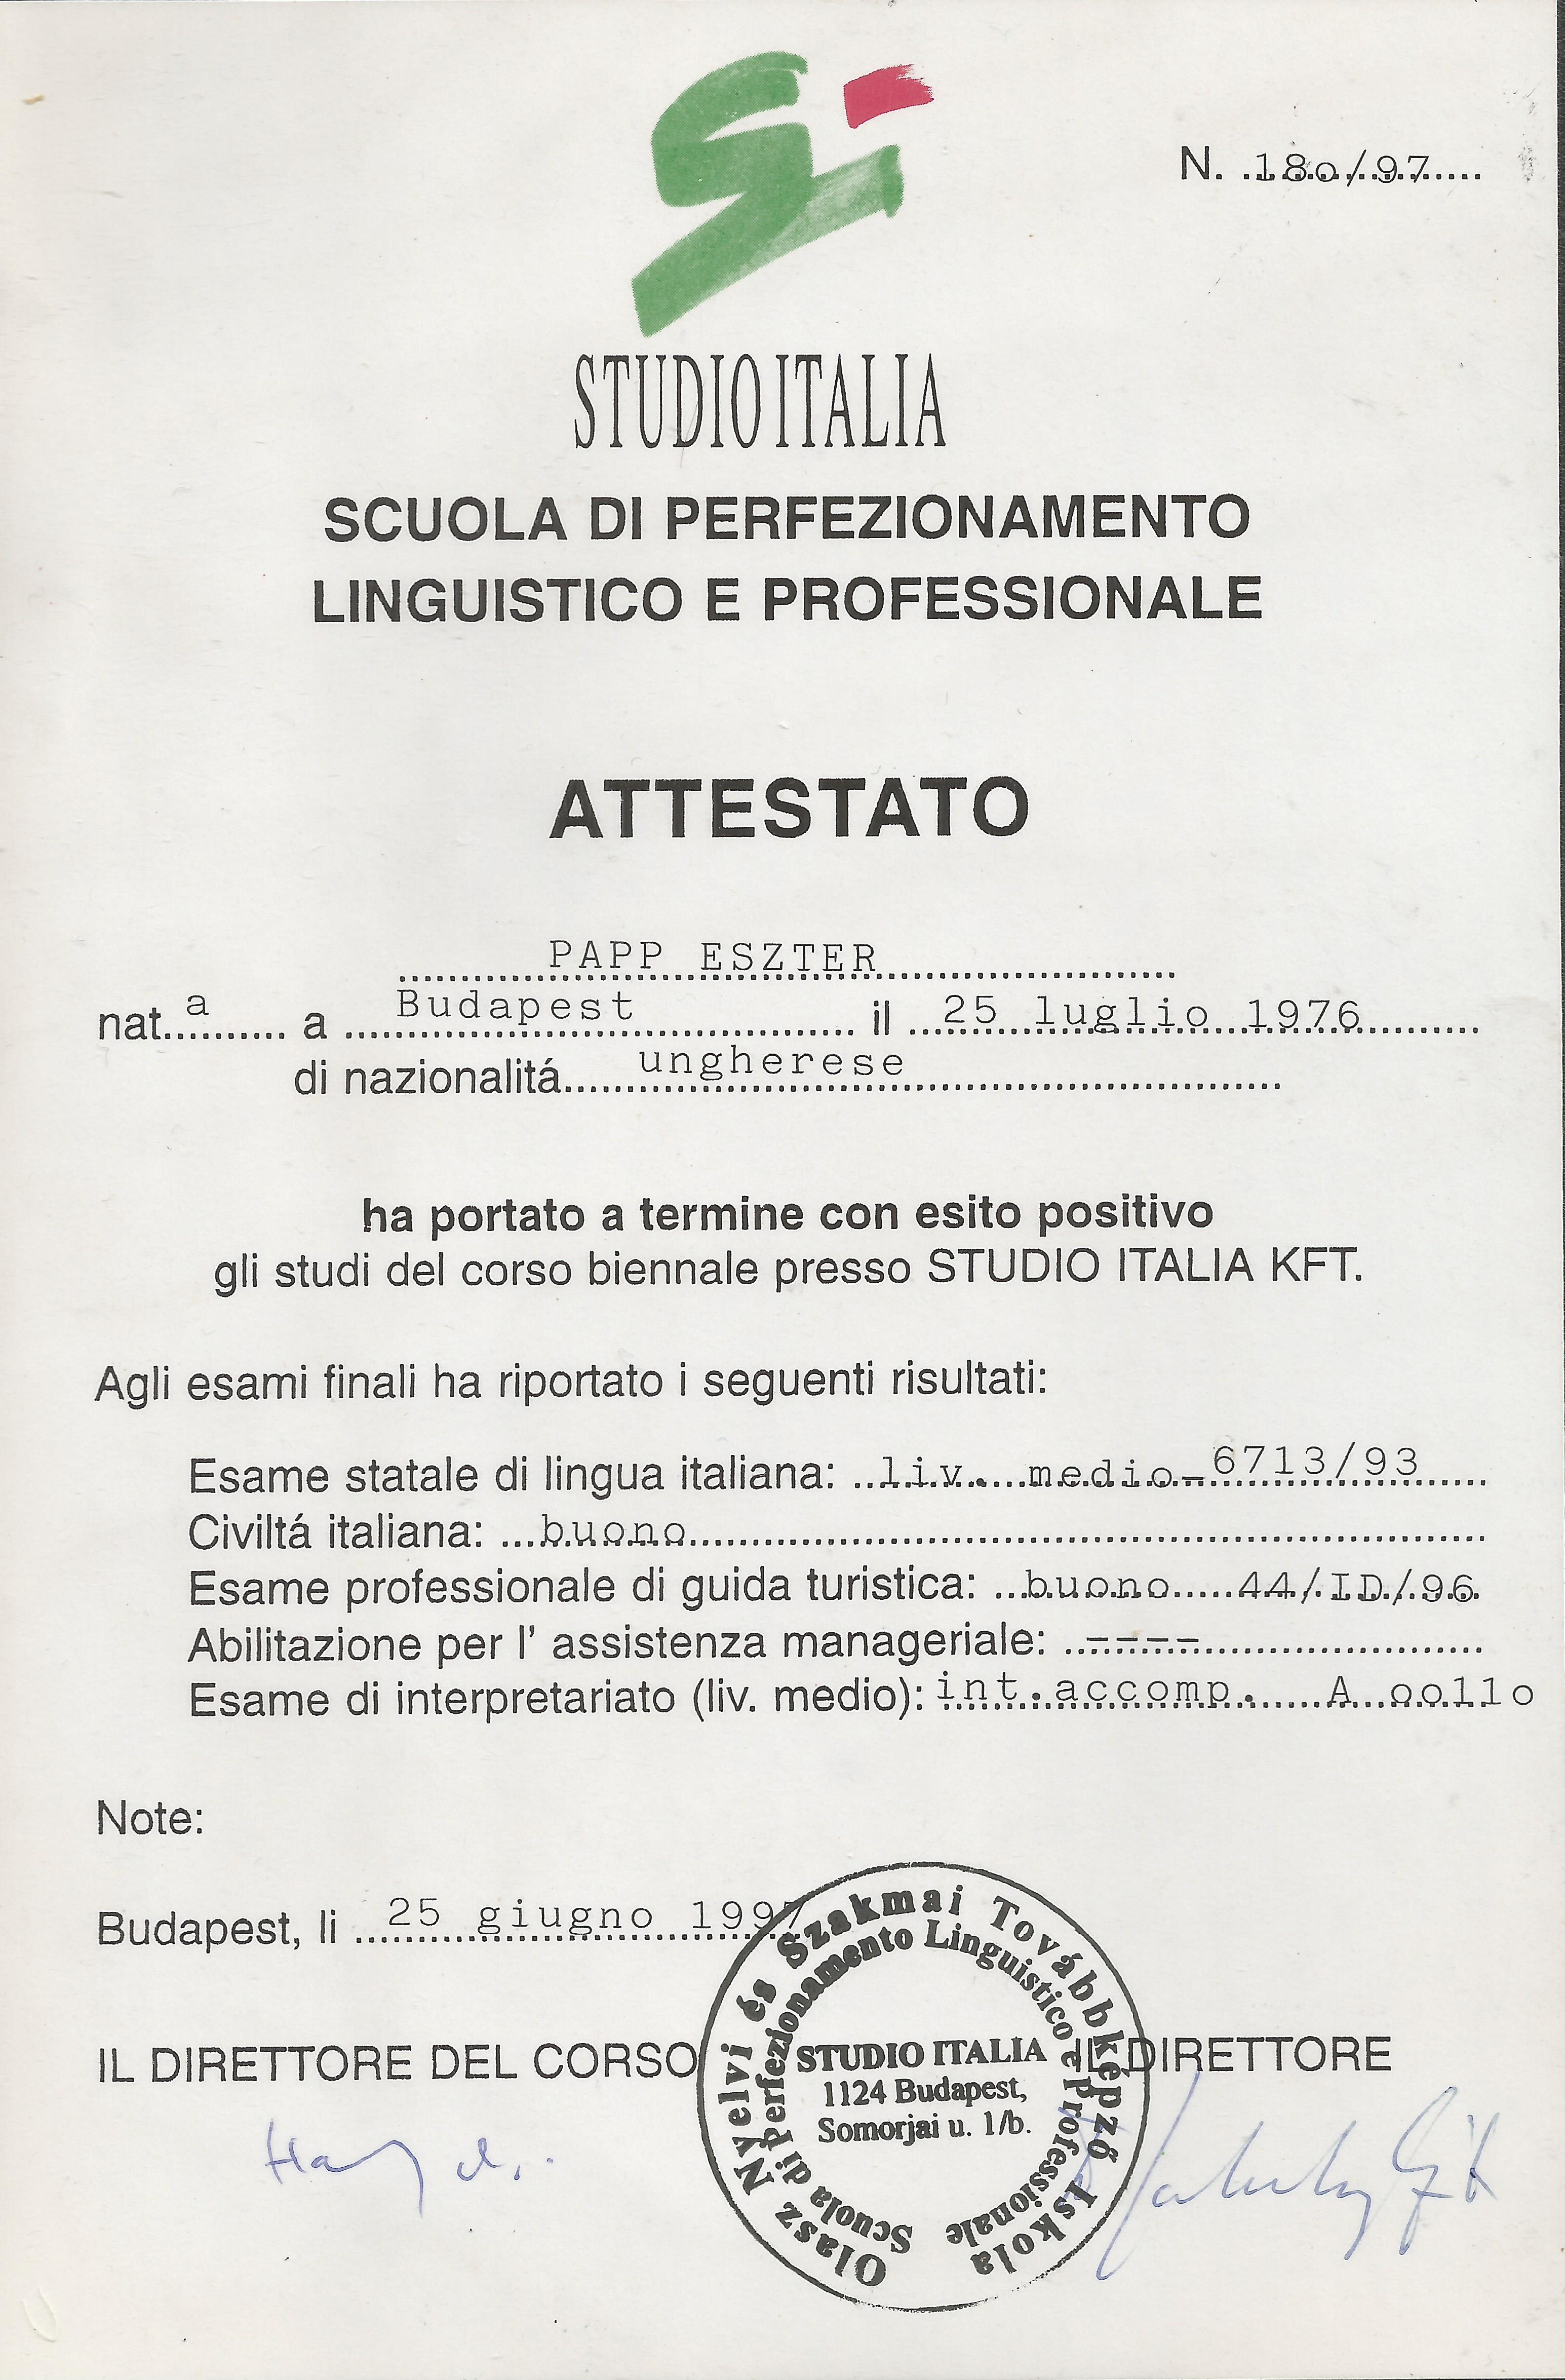 N. 18o/97
STUDIO ITALIA
SCUOLA DI PERFEZIONAMENTO
LINGUISTICO E PROFESSIONALE
ATTESTATO
PAPP ESZTER
nat a a Budapest il 25 luglio 1976
di nazionalitá ungherese
ha portato a termine con esito positivo
gli studi del corso biennale presso STUDIO ITALIA KFT.
Agli esami finali ha riportato i seguenti risultati:
Esame statale di lingua italiana: liv. medio-6713/93
Civiltá italiana: buono
Esame professionale di guida turistica: buono 44/ID/96
Abilitazione per l' assistenza manageriale: ----
Esame di interpretariato (liv. medio): int.accomp. A oo11o
Note:
Budapest, li 25 giugno 1997
IL DIRETTORE DEL CORSO IL DIRETTORE
Olasz Nyelvi és Szakmai Továbbképző Iskola
Scuola di Perfezionamento Linguistico e Professionale
STUDIO ITALIA
1124 Budapest,
Somorjai u. 1/b.